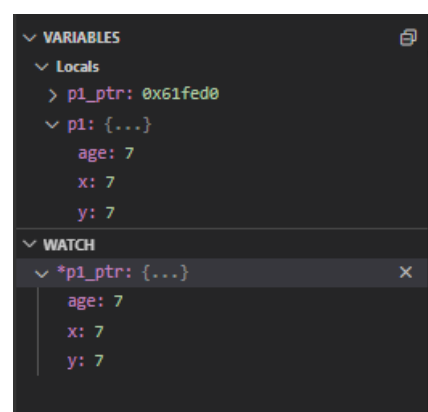 VARIABLES
Locals
p1_ptr: 0x61fed0
p1: {...}
age: 7
x: 7
y: 7
WATCH
*p1_ptr: {...}
age: 7
x: 7
y: 7